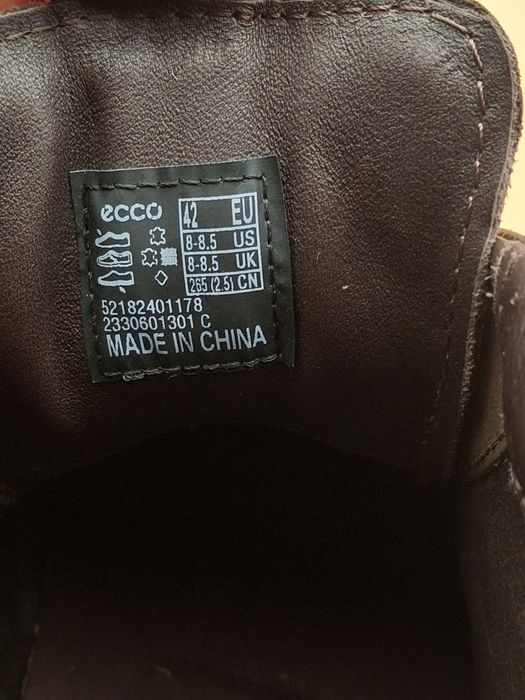 ecco
42 EU
8-8.5 US
8-8.5 UK
265 (2.5) CN
52182401178
2330601301 C
MADE IN CHINA